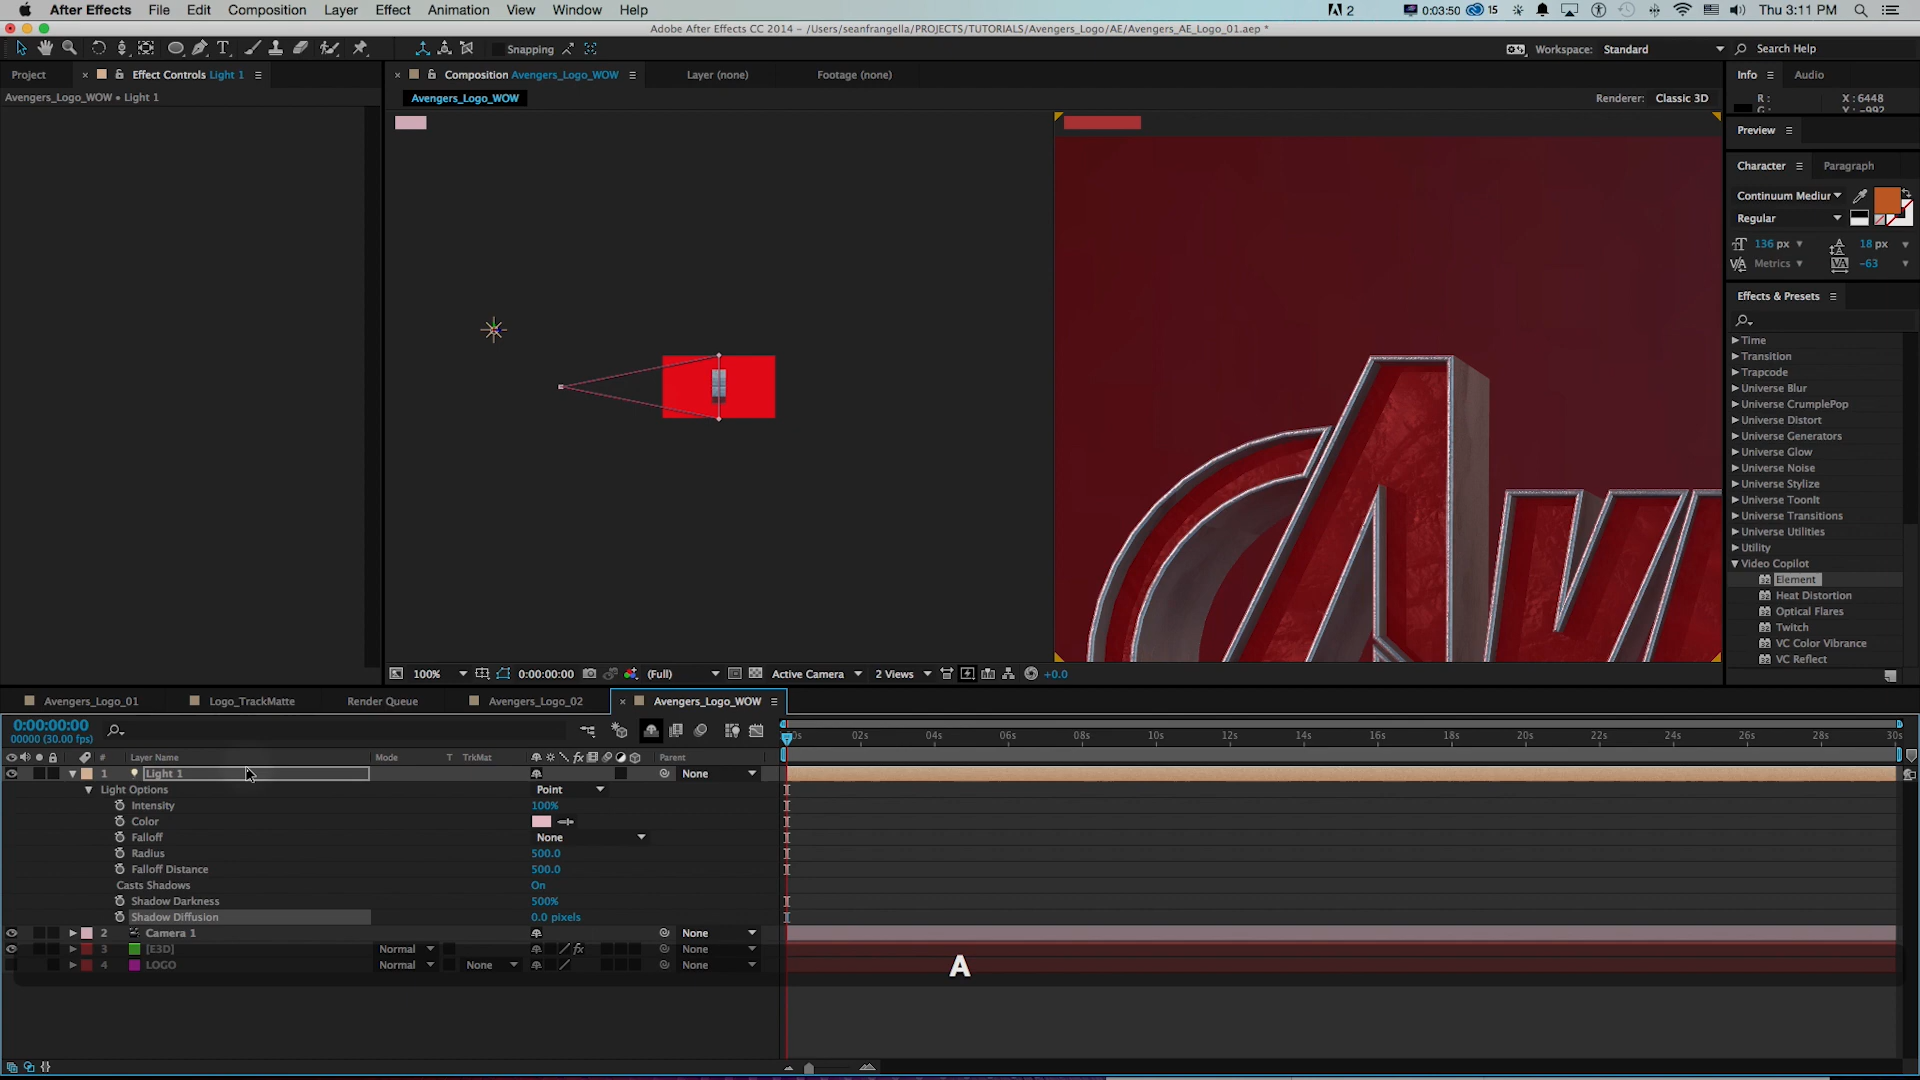 After Effects File Edit Composition Layer Effect Animation View Window Help 2 -03:50 15 Thu 3:11 PM
Adobe After Effects CC 2014 - /Users/seanfrangella/PROJECTS/TUTORIALS/Avengers_Logo/AE/Avengers_AE_Logo_01.aep *
Snapping Workspace: Standard Search Help
Project Effect Controls Light 1 Composition Avengers_Logo_WOW Layer (none) Footage (none) Info Audio
Avengers_Logo_WOW • Light 1 Avengers_Logo_WOW Renderer: Classic 3D R: X:6448
G: Y:-992
Preview
Character Paragraph
Continuum Mediur
Regular
136 px 18 px
Metrics -63
Effects & Presets
Time
Transition
Trapcode
Universe Blur
Universe CrumplePop
Universe Distort
Universe Generators
Universe Glow
Universe Noise
Universe Stylize
Universe ToonIt
Universe Transitions
Universe Utilities
Utility
Video Copilot
Element
Heat Distortion
Optical Flares
Twitch
VC Color Vibrance
VC Reflect
100% 0:00:00:00 (Full) Active Camera 2 Views +0.0
Avengers_Logo_01 Logo_TrackMatte Render Queue Avengers_Logo_02 Avengers_Logo_WOW
0:00:00:00
00000 (30.00 fps)
0s 02s 04s 06s 08s 10s 12s 14s 16s 18s 20s 22s 24s 26s 28s 30s
# Layer Name Mode T TrkMat fx Parent
1 Light 1 None
Light Options Point
Intensity 100%
Color
Falloff None
Radius 500.0
Falloff Distance 500.0
Casts Shadows On
Shadow Darkness 500%
Shadow Diffusion 0.0 pixels
2 Camera 1 None
3 [E3D] Normal fx None
4 LOGO Normal None None
A